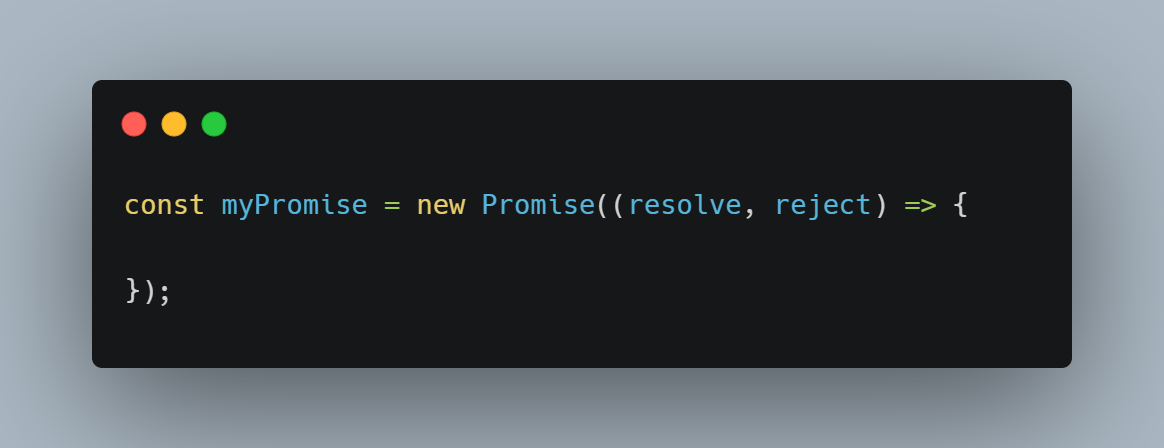 const myPromise = new Promise((resolve, reject) => {
});